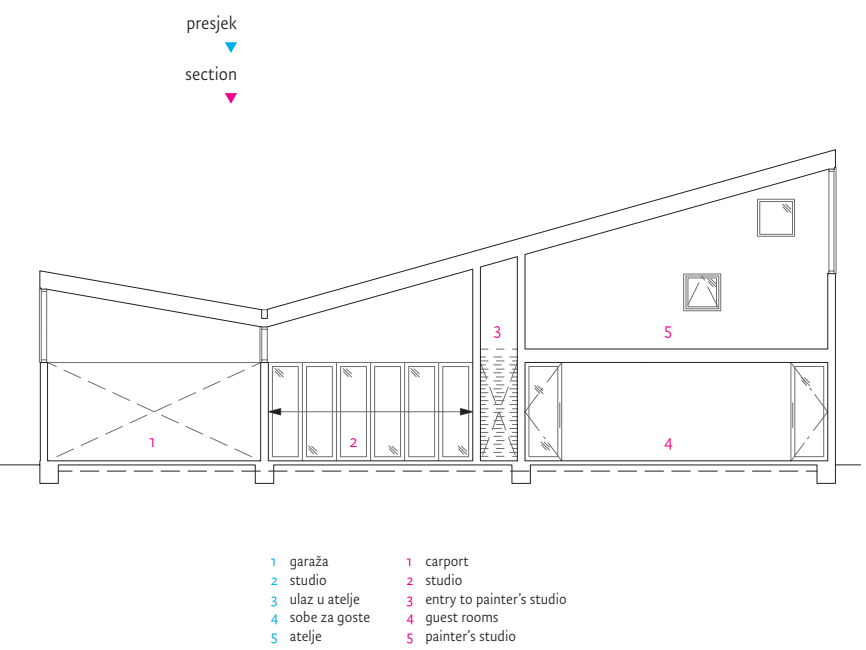 presjek
section
3
5
1
2
4
1 garaža
2 studio
3 ulaz u atelje
4 sobe za goste
5 atelje
1 carport
2 studio
3 entry to painter's studio
4 guest rooms
5 painter's studio